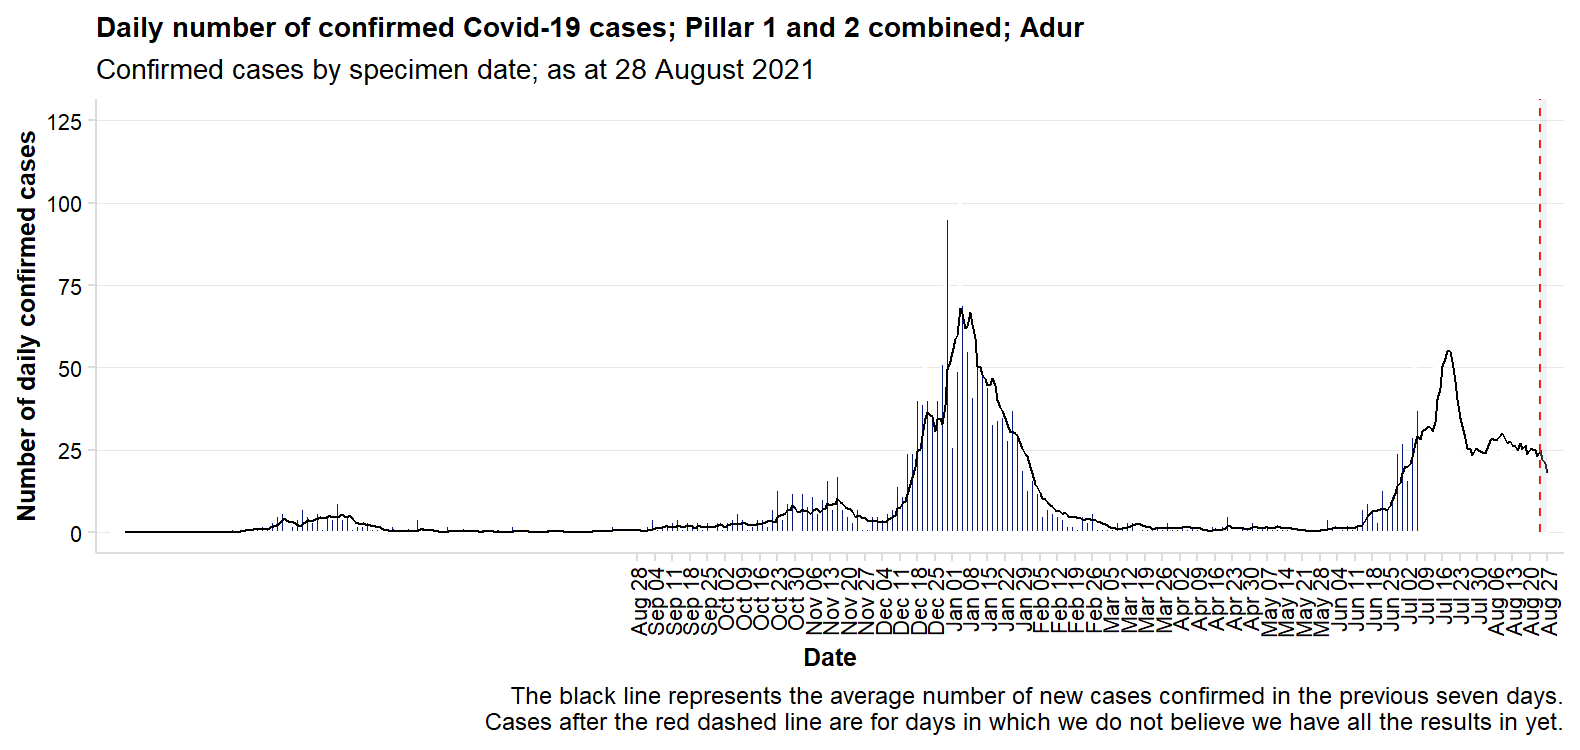 Daily number of confirmed Covid-19 cases; Pillar 1 and 2 combined; Adur
Confirmed cases by specimen date; as at 28 August 2021
Number of daily confirmed cases
125
100
75
50
25
0
Aug 28
Sep 04
Sep 11
Sep 18
Sep 25
Oct 02
Oct 09
Oct 16
Oct 23
Oct 30
Nov 06
Nov 13
Nov 20
Nov 27
Dec 04
Dec 11
Dec 18
Dec 25
Jan 01
Jan 08
Jan 15
Jan 22
Jan 29
Feb 05
Feb 12
Feb 19
Feb 26
Mar 05
Mar 12
Mar 19
Mar 26
Apr 02
Apr 09
Apr 16
Apr 23
Apr 30
May 07
May 14
May 21
May 28
Jun 04
Jun 11
Jun 18
Jun 25
Jul 02
Jul 09
Jul 16
Jul 23
Jul 30
Aug 06
Aug 13
Aug 20
Aug 27
Date
The black line represents the average number of new cases confirmed in the previous seven days.
Cases after the red dashed line are for days in which we do not believe we have all the results in yet.